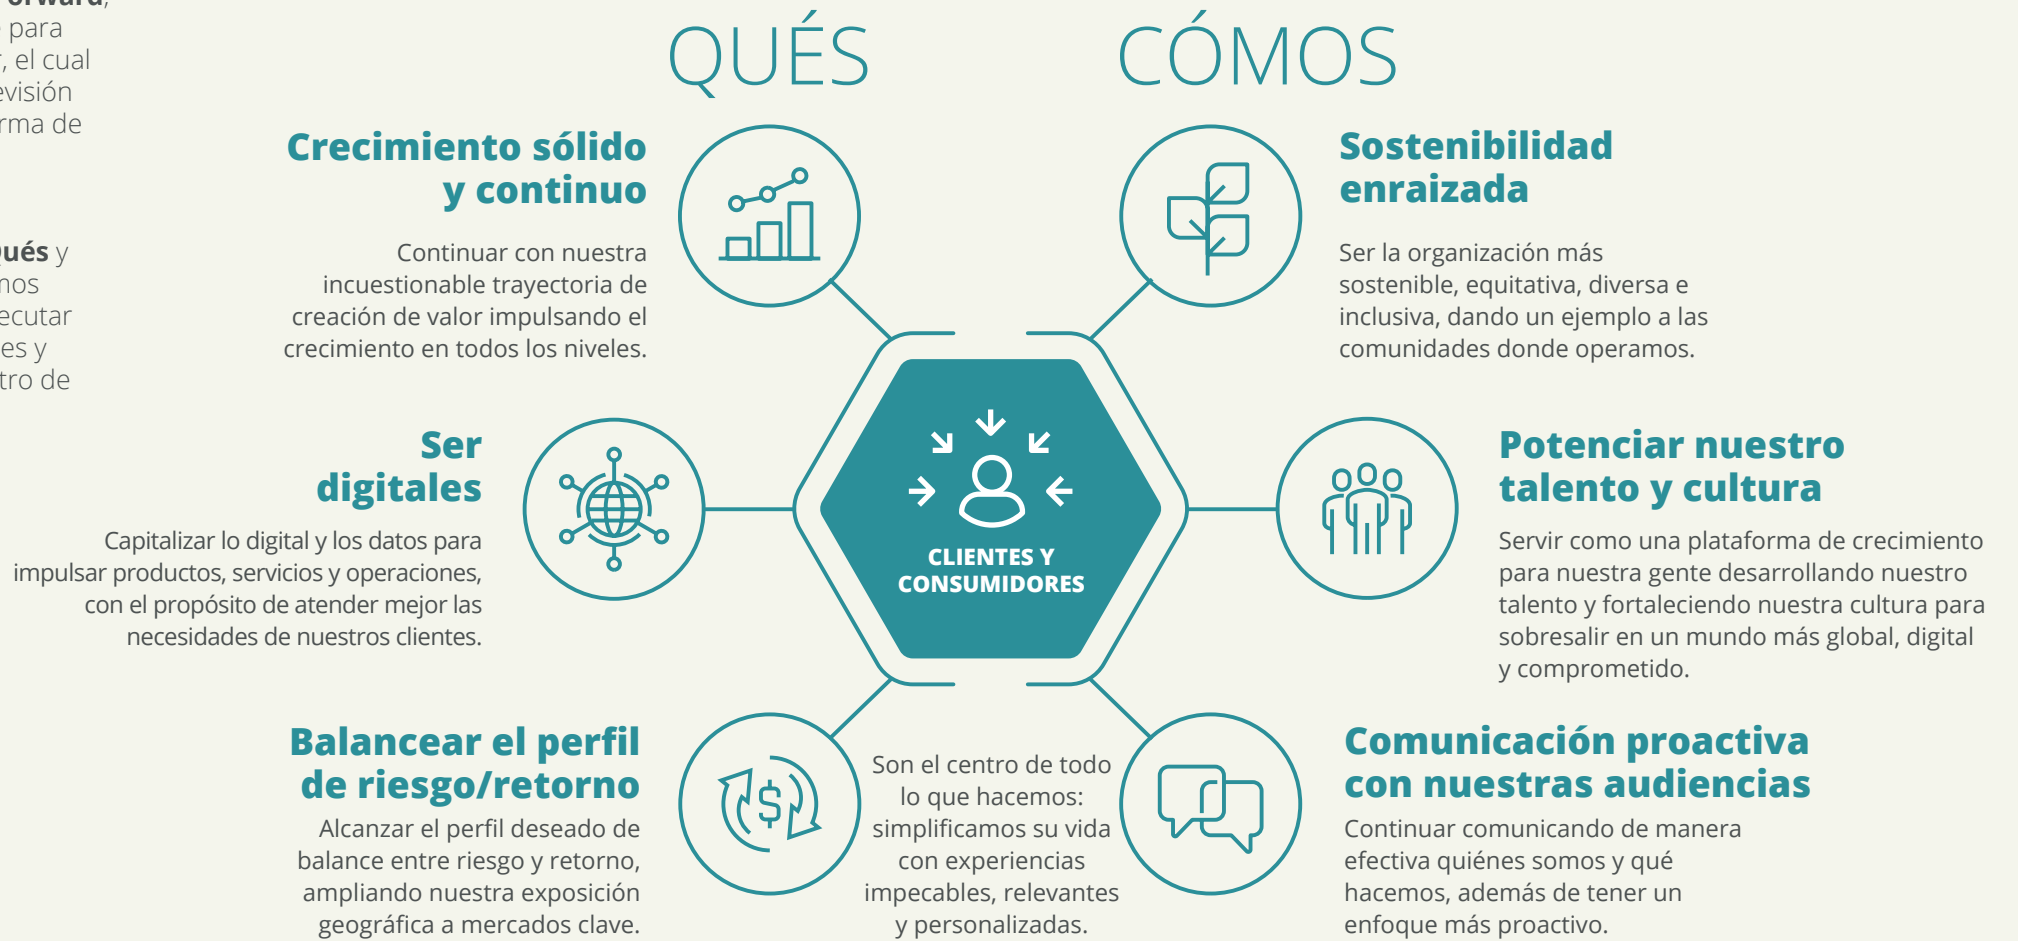 para
, el cual
rma de
Qués y
es y
tro de
QUÉS
CÓMOS
Crecimiento sólido
y continuo
Continuar con nuestra
incuestionable trayectoria de
creación de valor impulsando el
crecimiento en todos los niveles.
Ser
digitales
Capitalizar lo digital y los datos para
impulsar productos, servicios y operaciones,
con el propósito de atender mejor las
necesidades de nuestros clientes.
Balancear el perfil
de riesgo/retorno
Alcanzar el perfil deseado de
balance entre riesgo y retorno,
ampliando nuestra exposición
geográfica a mercados clave.
CLIENTES Y
CONSUMIDORES
Son el centro de todo
lo que hacemos:
simplificamos su vida
con experiencias
impecables, relevantes
y personalizadas.
Sostenibilidad
enraizada
Ser la organización más
sostenible, equitativa, diversa e
inclusiva, dando un ejemplo a las
comunidades donde operamos.
Potenciar nuestro
talento y cultura
Servir como una plataforma de crecimiento
para nuestra gente desarrollando nuestro
talento y fortaleciendo nuestra cultura para
sobresalir en un mundo más global, digital
y comprometido.
Comunicación proactiva
con nuestras audiencias
Continuar comunicando de manera
efectiva quiénes somos y qué
hacemos, además de tener un
enfoque más proactivo.